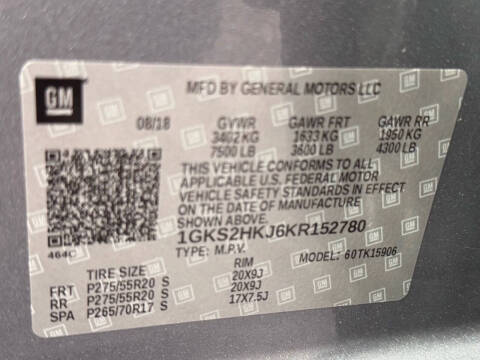 GM
MFD BY GENERAL MOTORS LLC
08/18 GVWR GAWR FRT GAWR RR
3402 KG 1633 KG 1950 KG
7500 LB 3600 LB 4300 LB
THIS VEHICLE CONFORMS TO ALL
APPLICABLE U.S. FEDERAL MOTOR
VEHICLE SAFETY STANDARDS IN EFFECT
ON THE DATE OF MANUFACTURE
SHOWN ABOVE.
1GKS2HKJ6KR152780
TYPE: M.P.V. MODEL: 60TK15906
464C
TIRE SIZE RIM
FRT P275/55R20 S 20X9J
RR P275/55R20 S 20X9J
SPA P265/70R17 S 17X7.5J